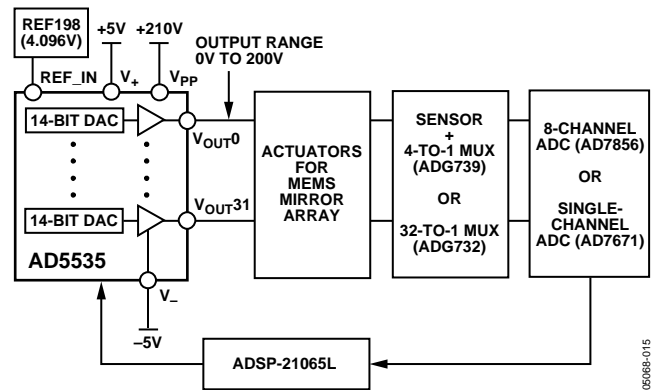 REF198
(4.096V)
+5V
+210V
OUTPUT RANGE
0V TO 200V
REF_IN
V+
VPP
14-BIT DAC
VOUT0
14-BIT DAC
VOUT31
AD5535
V–
–5V
ACTUATORS
FOR
MEMS
MIRROR
ARRAY
SENSOR
+
4-TO-1 MUX
(ADG739)
OR
32-TO-1 MUX
(ADG732)
8-CHANNEL
ADC (AD7856)
OR
SINGLE-
CHANNEL
ADC (AD7671)
ADSP-21065L
05068-015